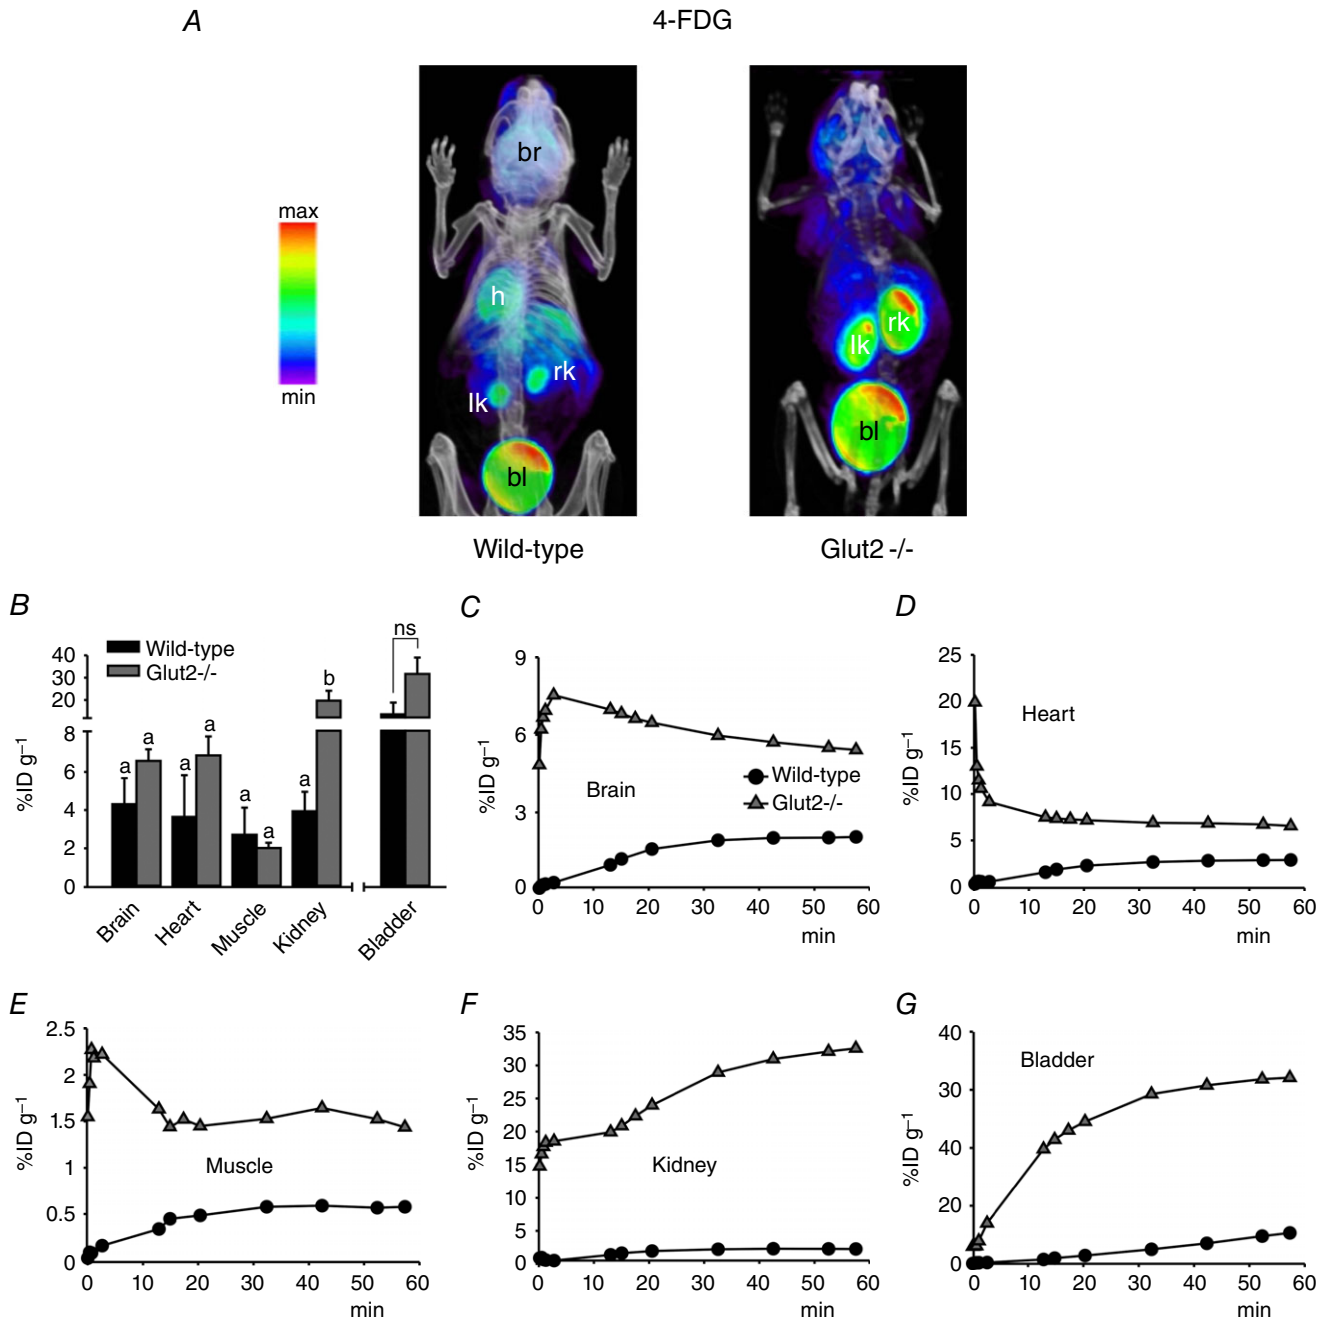 A
4-FDG
max
min
br
h
rk
lk
bl
rk
lk
bl
Wild-type
Glut2 -/-
B
Wild-type
Glut2-/-
ns
40
30
20
8
6
4
2
0
%ID g–1
a
a
a
a
a
a
a
b
Brain
Heart
Muscle
Kidney
Bladder
C
9
6
3
0
%ID g–1
Brain
Wild-type
Glut2-/-
0 10 20 30 40 50 60
min
D
25
20
15
10
5
0
%ID g–1
Heart
0 10 20 30 40 50 60
min
E
2.5
2
1.5
1
0.5
0
%ID g–1
Muscle
0 10 20 30 40 50 60
min
F
35
30
25
20
15
10
5
0
%ID g–1
Kidney
0 10 20 30 40 50 60
min
G
40
30
40
20
0
%ID g–1
Bladder
0 10 20 30 40 50 60
min